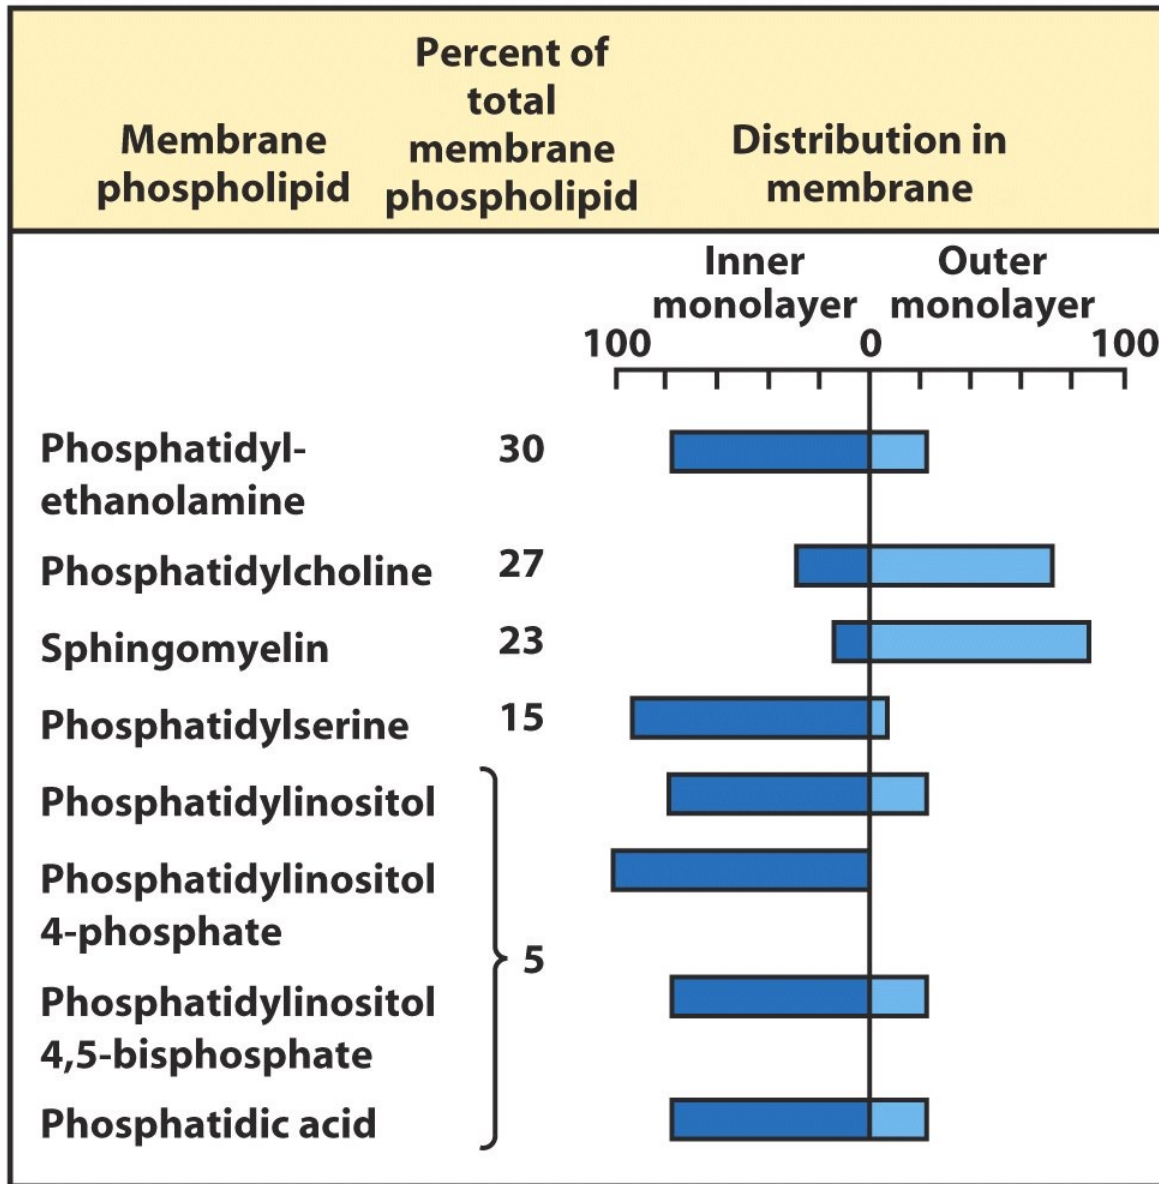 Membrane
phospholipid
Percent of
total
membrane
phospholipid
Distribution in
membrane
Inner
monolayer
Outer
monolayer
100 0 100
Phosphatidyl-
ethanolamine
30
Phosphatidylcholine 27
Sphingomyelin 23
Phosphatidylserine 15
Phosphatidylinositol
Phosphatidylinositol
4-phosphate
5
Phosphatidylinositol
4,5-bisphosphate
Phosphatidic acid